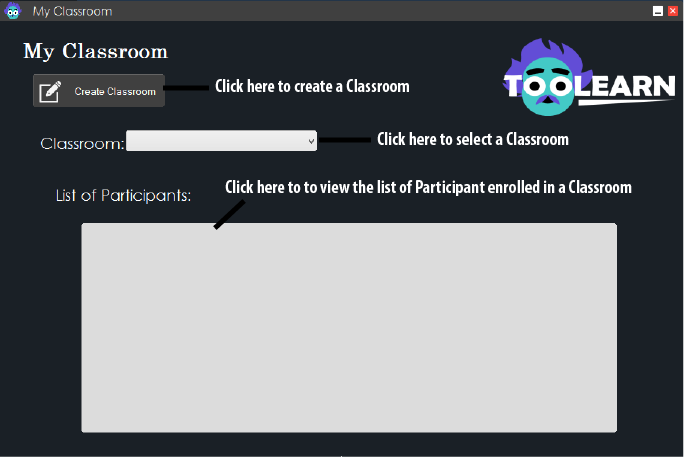 My Classroom
My Classroom
TOOLEARN
Create Classroom
Click here to create a Classroom
Classroom:
Click here to select a Classroom
Click here to to view the list of Participant enrolled in a Classroom
List of Participants: